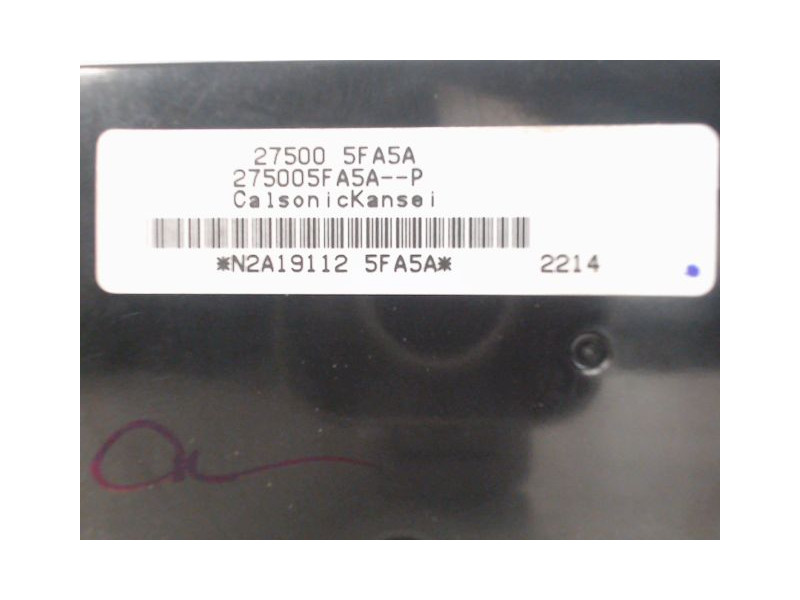 27500 5FA5A
275005FA5A--P
CalsonicKansei
*N2A19112 5FA5A* 2214